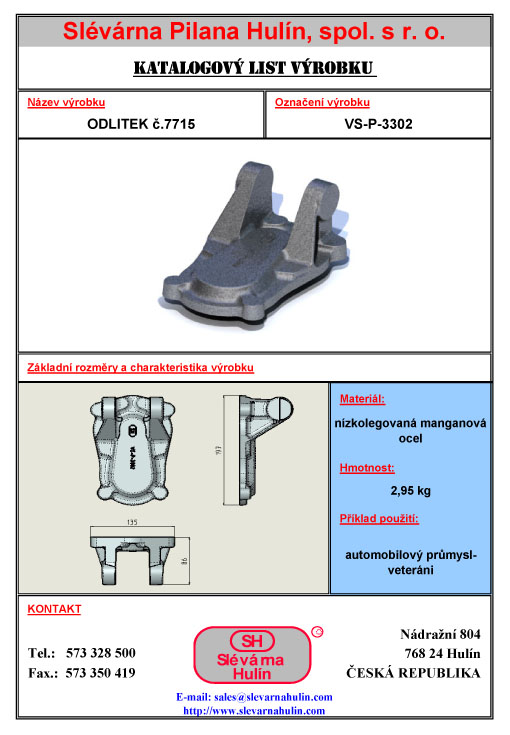 Slévárna Pilana Hulín, spol. s r. o.
KATALOGOVÝ LIST VÝROBKU
Název výrobku
Označení výrobku
ODLITEK č.7715
VS-P-3302
Základní rozměry a charakteristika výrobku
Materiál:
nízkolegovaná manganová
ocel
Hmotnost:
2,95 kg
Příklad použití:
automobilový průmysl-
veteráni
SH
VS-P-3302
193
135
86
KONTAKT
Tel.: 573 328 500
Fax.: 573 350 419
SH
Slévárna
Hulín
Nádražní 804
768 24 Hulín
ČESKÁ REPUBLIKA
E-mail: sales@slevarnahulin.com
http://www.slevarnahulin.com